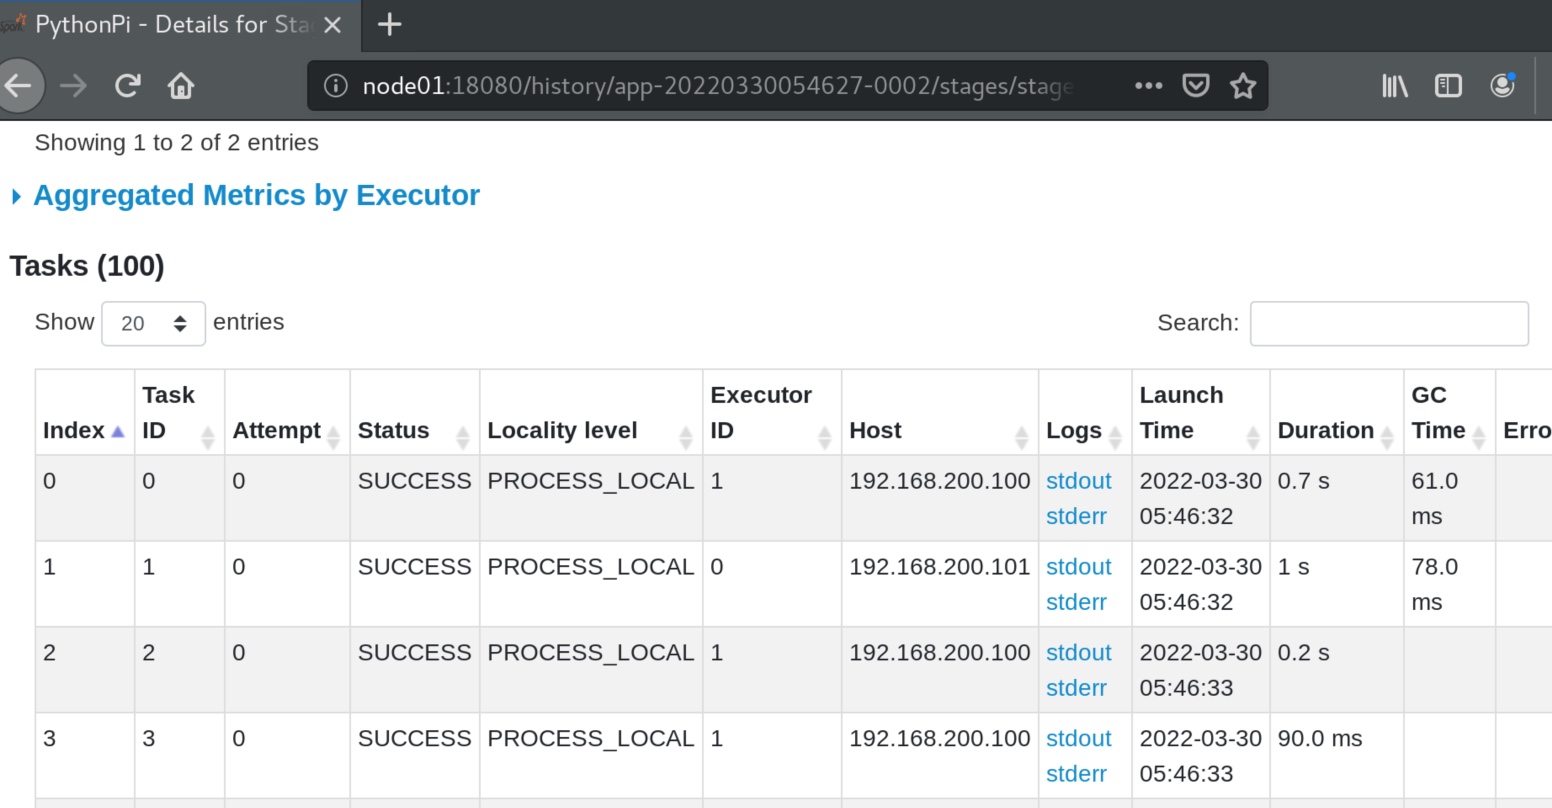 PythonPi - Details for Sta
node01:18080/history/app-20220330054627-0002/stages/stage
Showing 1 to 2 of 2 entries
Aggregated Metrics by Executor
Tasks (100)
Show 20 entries Search:
Index Task ID Attempt Status Locality level Executor ID Host Logs Launch Time Duration GC Time Erro
0 0 0 SUCCESS PROCESS_LOCAL 1 192.168.200.100 stdout 2022-03-30 0.7 s 61.0
stderr 05:46:32 ms
1 1 0 SUCCESS PROCESS_LOCAL 0 192.168.200.101 stdout 2022-03-30 1 s 78.0
stderr 05:46:32 ms
2 2 0 SUCCESS PROCESS_LOCAL 1 192.168.200.100 stdout 2022-03-30 0.2 s
stderr 05:46:33
3 3 0 SUCCESS PROCESS_LOCAL 1 192.168.200.100 stdout 2022-03-30 90.0 ms
stderr 05:46:33